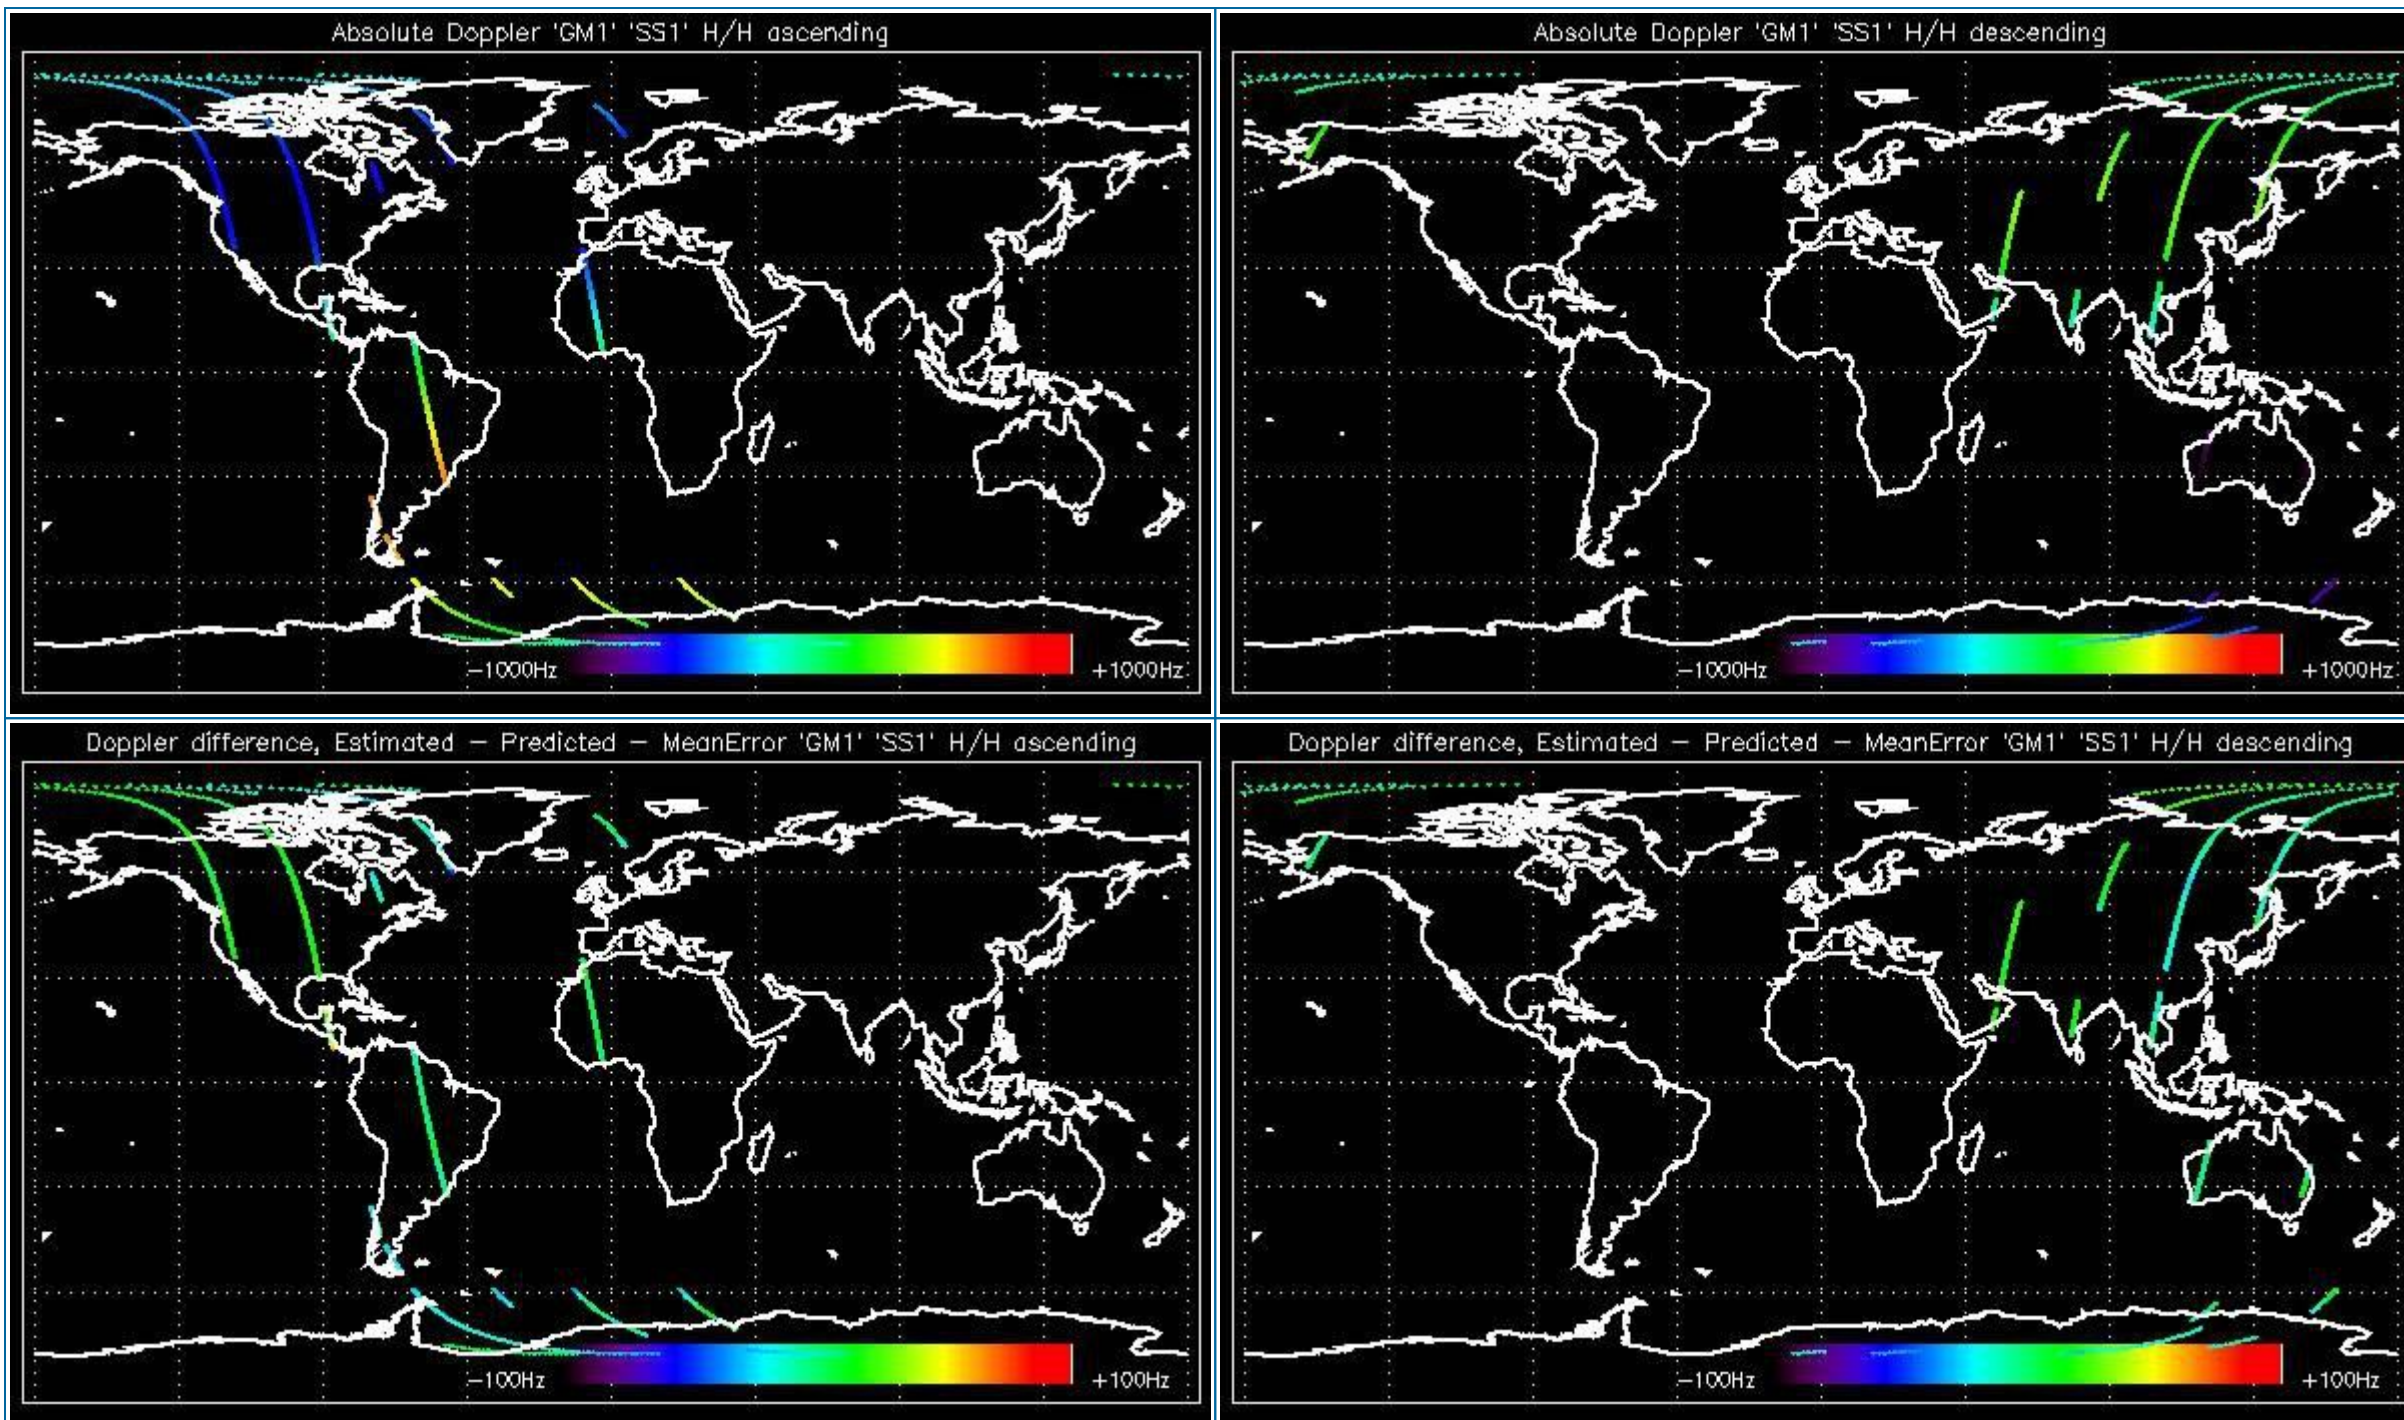 Absolute Doppler 'GM1' 'SS1' H/H ascending
-1000Hz
+1000Hz
Absolute Doppler 'GM1' 'SS1' H/H descending
-1000Hz
+1000Hz
Doppler difference, Estimated - Predicted - MeanError 'GM1' 'SS1' H/H ascending
-100Hz
+100Hz
Doppler difference, Estimated - Predicted - MeanError 'GM1' 'SS1' H/H descending
-100Hz
+100Hz